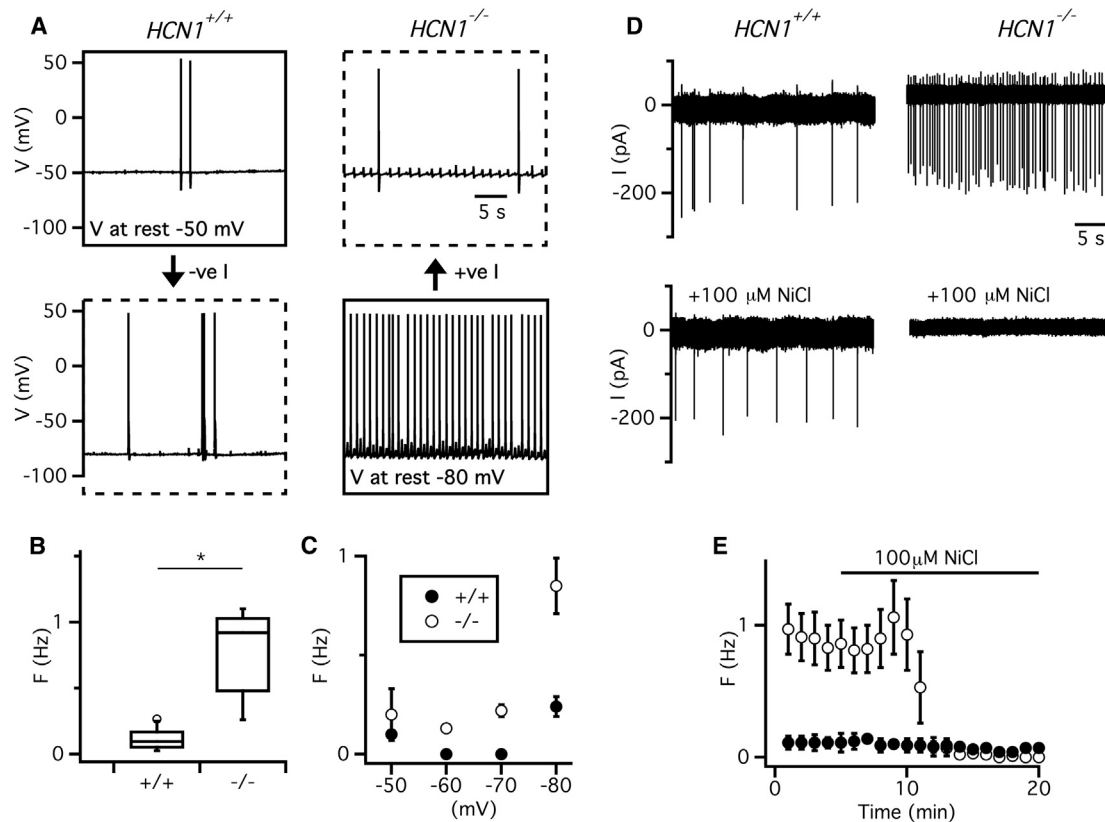 A
HCN1+/+
HCN1-/-
V (mV)
50
0
-50
-100
V at rest -50 mV
5 s
-ve I
+ve I
V (mV)
50
0
-50
-100
V at rest -80 mV
D
HCN1+/+
HCN1-/-
I (pA)
0
-200
5 s
+100 µM NiCl
+100 µM NiCl
I (pA)
0
-200
B
F (Hz)
1
0
*
+/+
-/-
C
F (Hz)
1
0
+/+
-/-
-50
-60
-70
-80
(mV)
E
100µM NiCl
F (Hz)
1
0
0
10
20
Time (min)